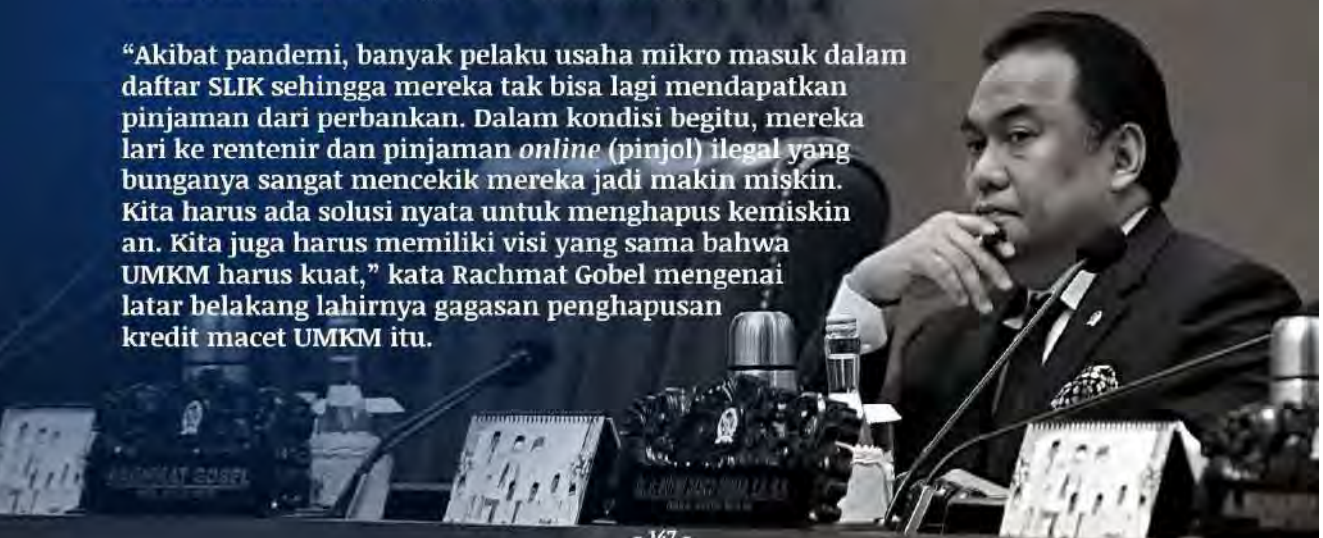 “Akibat pandemi, banyak pelaku usaha mikro masuk dalam
daftar SLIK sehingga mereka tak bisa lagi mendapatkan
pinjaman dari perbankan. Dalam kondisi begitu, mereka
lari ke rentenir dan pinjaman online (pinjol) ilegal yang
bunganya sangat mencekik mereka jadi makin miskin.
Kita harus ada solusi nyata untuk menghapus kemiskin
an. Kita juga harus memiliki visi yang sama bahwa
UMKM harus kuat,” kata Rachmat Gobel mengenai
latar belakang lahirnya gagasan penghapusan
kredit macet UMKM itu.
RACHMAT GOBEL
- 167 -